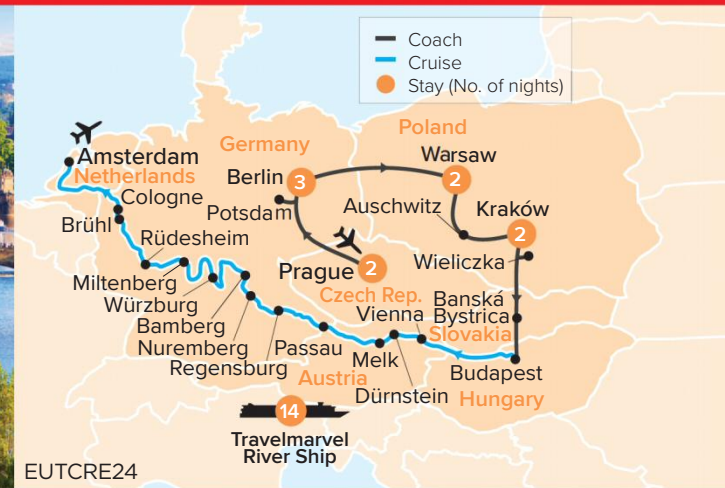 Coach
Cruise
Stay (No. of nights)
Poland
Germany
Warsaw
Amsterdam
Netherlands
Berlin
3
2
Cologne
Potsdam
Auschwitz
Kraków
Brühl
2
Rüdesheim
Wieliczka
Prague
2
Miltenberg
Czech Rep.
Banská
Bystrica
Würzburg
Vienna
Bamberg
Slovakia
Nuremberg
Passau
Melk
Regensburg
Budapest
Austria
Dürnstein
Hungary
14
Travelmarvel
River Ship
EUTCRE24